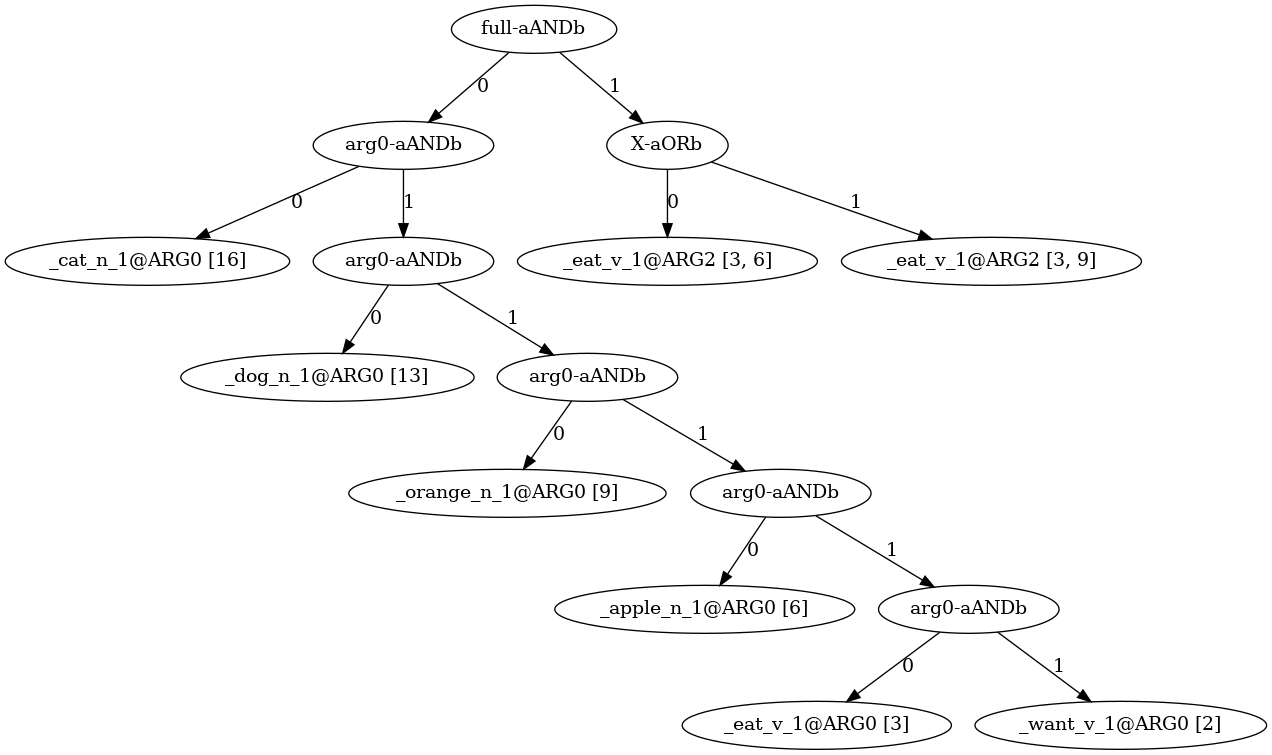 full-aANDb
0
1
arg0-aANDb
X-aORb
0
1
0
1
_cat_n_1@ARG0 [16]
arg0-aANDb
_eat_v_1@ARG2 [3, 6]
_eat_v_1@ARG2 [3, 9]
0
1
_dog_n_1@ARG0 [13]
arg0-aANDb
0
1
_orange_n_1@ARG0 [9]
arg0-aANDb
0
1
_apple_n_1@ARG0 [6]
arg0-aANDb
0
1
_eat_v_1@ARG0 [3]
_want_v_1@ARG0 [2]